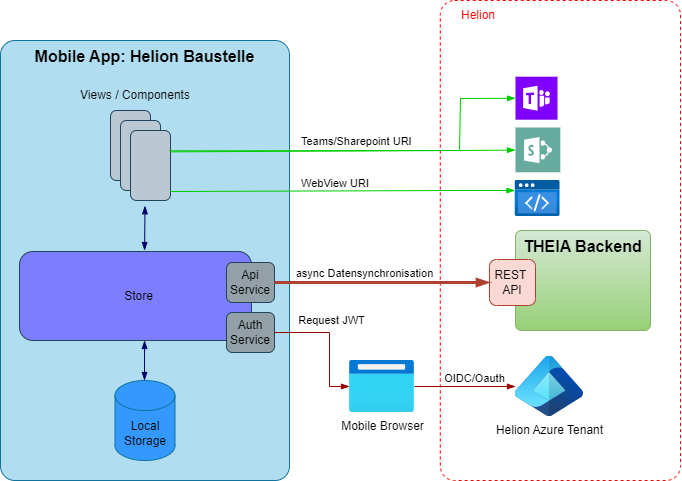 Helion
Mobile App: Helion Baustelle
Views / Components
Teams/Sharepoint URI
WebView URI
THEIA Backend
Api
Service
async Datensynchronisation
REST
API
Store
Auth
Service
Request JWT
OIDC/Oauth
Mobile Browser
Helion Azure Tenant
Local
Storage